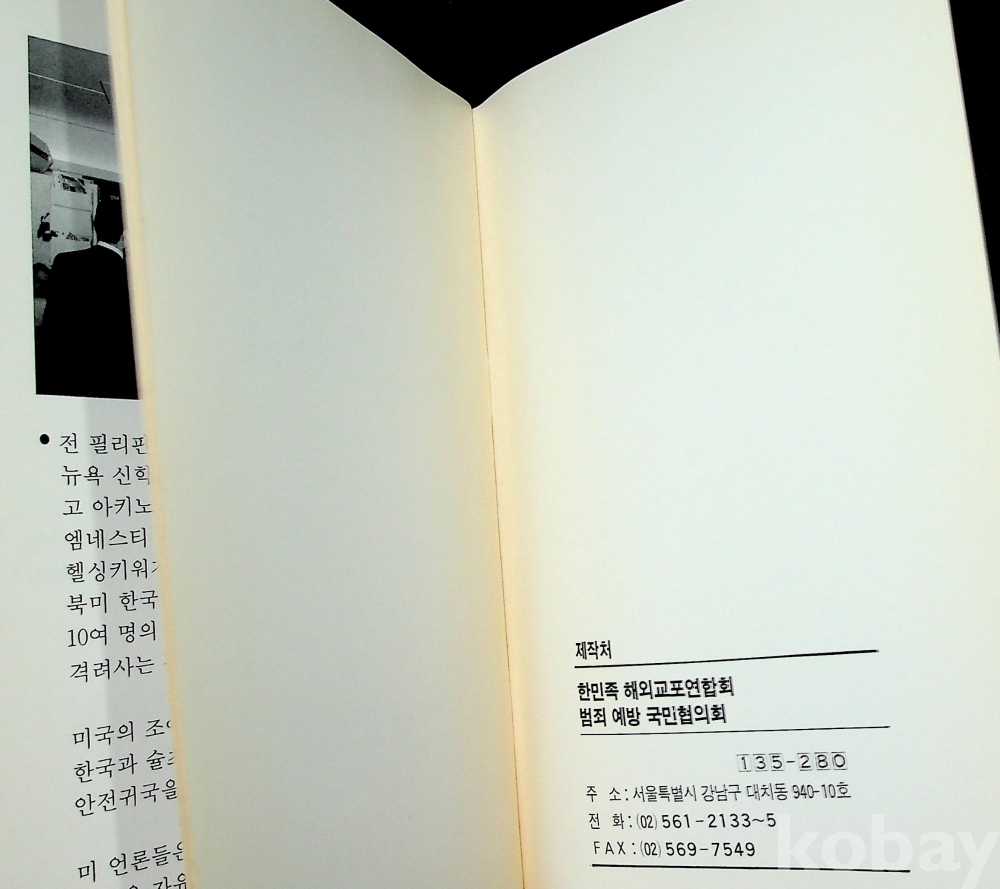 ● 전 필리핀
뉴욕 신학
고 아키노
엠네스티
헬싱키워
북미 한국
10여 명의
격려사는
미국의 조
한국과 슐
안전귀국을
미 언론들은
제작처
한민족 해외교포연합회
범죄 예방 국민협의회
135-280
주 소: 서울특별시 강남구 대치동 940-10호
전 화: (02) 561-2133~5
FAX: (02) 569-7549
kobay